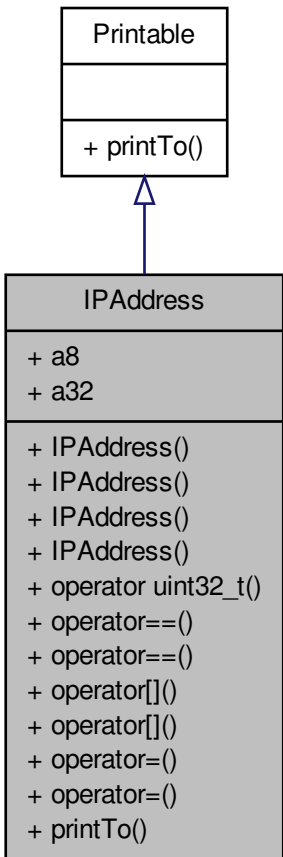 Printable
+ printTo()
IPAddress
+ a8
+ a32
+ IPAddress()
+ IPAddress()
+ IPAddress()
+ IPAddress()
+ operator uint32_t()
+ operator==()
+ operator==()
+ operator[]()
+ operator[]()
+ operator=()
+ operator=()
+ printTo()